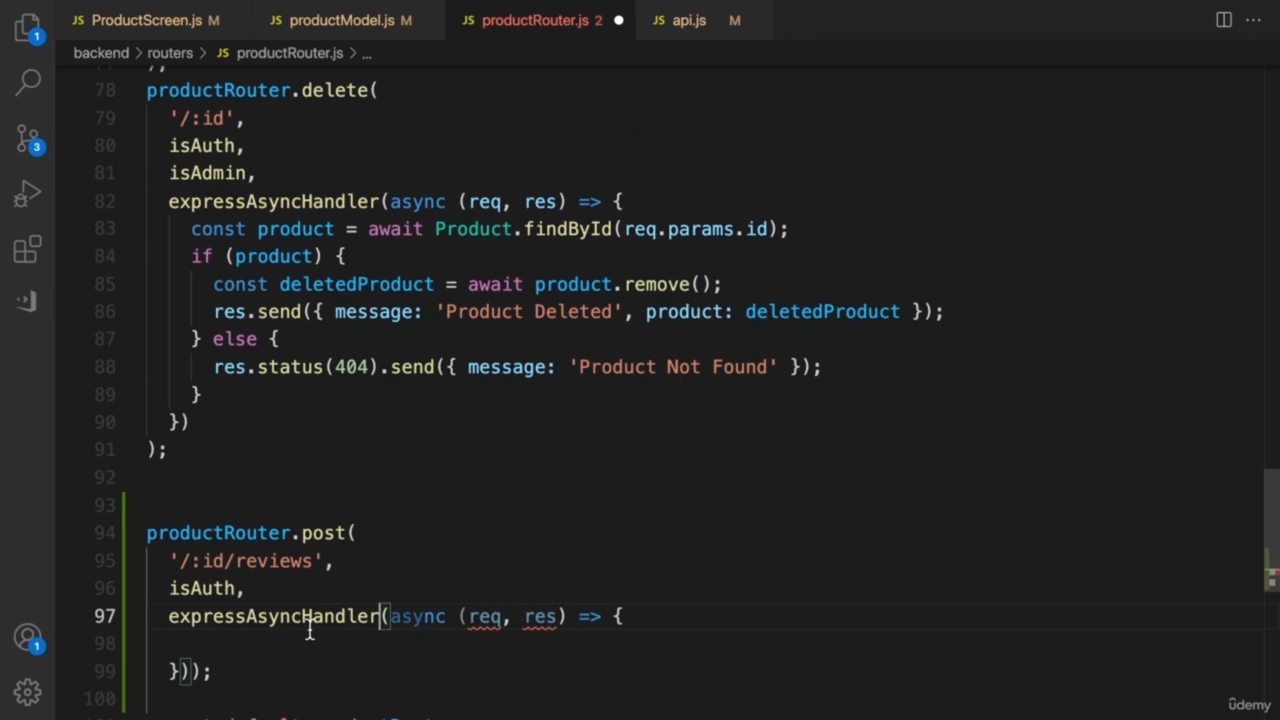 JS ProductScreen.js M JS productModel.js M JS productRouter.js 2 JS api.js M
backend > routers > JS productRouter.js > ...
78 productRouter.delete(
79 '/:id',
80 isAuth,
81 isAdmin,
82 expressAsyncHandler(async (req, res) => {
83 const product = await Product.findById(req.params.id);
84 if (product) {
85 const deletedProduct = await product.remove();
86 res.send({ message: 'Product Deleted', product: deletedProduct });
87 } else {
88 res.status(404).send({ message: 'Product Not Found' });
89 }
90 })
91 );
92
93
94 productRouter.post(
95 '/:id/reviews',
96 isAuth,
97 expressAsyncHandler(async (req, res) => {
98
99 }));
100
1
3
1
ûdemy